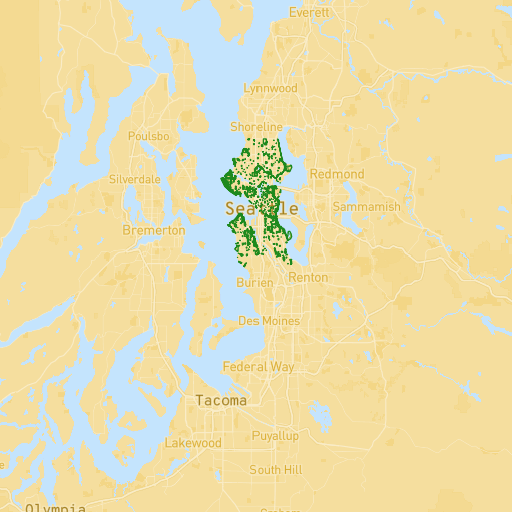 Everett
Lynnwood
Shoreline
Poulsbo
Redmond
Silverdale
Sammamish
Seattle
Bremerton
Renton
Burien
Des Moines
Federal Way
Tacoma
Puyallup
Lakewood
South Hill
Olympia